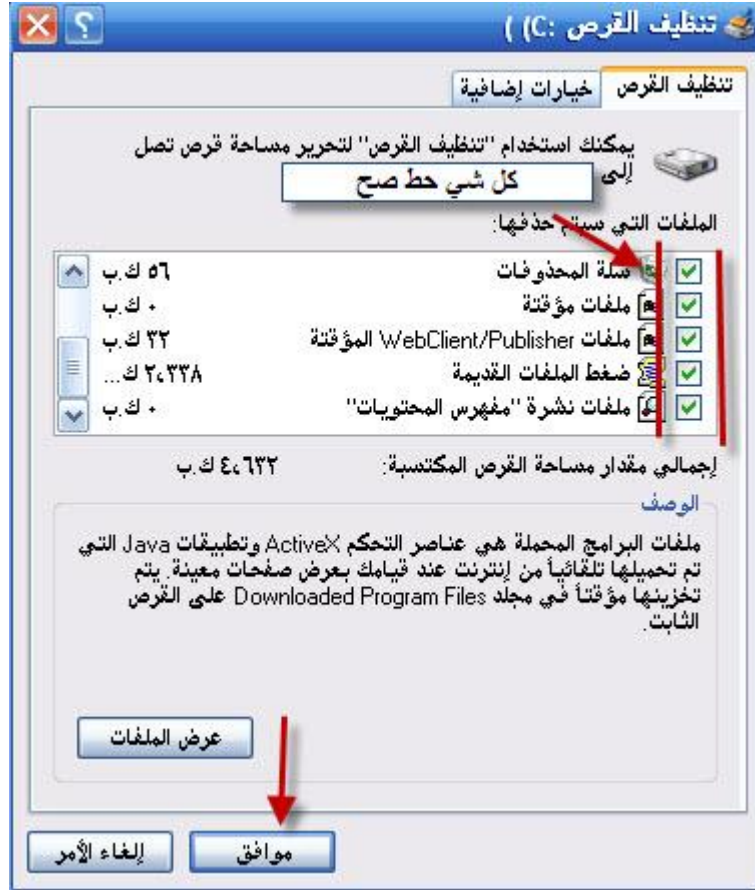 تنظيف القرص :C) )
تنظيف القرص
خيارات إضافية
يمكنك استخدام "تنظيف القرص" لتحرير مساحة قرص تصل
إلى
كل شي حط صح
الملفات التي سيتم حذفها:
سلة المحذوفات ٥٦ ك.ب
ملفات مؤقتة ٠ ك.ب
ملفات WebClient/Publisher المؤقتة ٣٢ ك.ب
ضغط الملفات القديمة ٢،٣٣٨ ك...
ملفات نشرة "مفهرس المحتويات" ٠ ك.ب
إجمالي مقدار مساحة القرص المكتسبة: ٤،٦٣٢ ك.ب
الوصف
ملفات البرامج المحملة هي عناصر التحكم ActiveX وتطبيقات Java التي
تم تحميلها تلقائياً من إنترنت عند قيامك بعرض صفحات معينة. يتم
تخزينها مؤقتاً في مجلد Downloaded Program Files على القرص
الثابت.
عرض الملفات
موافق
إلغاء الأمر